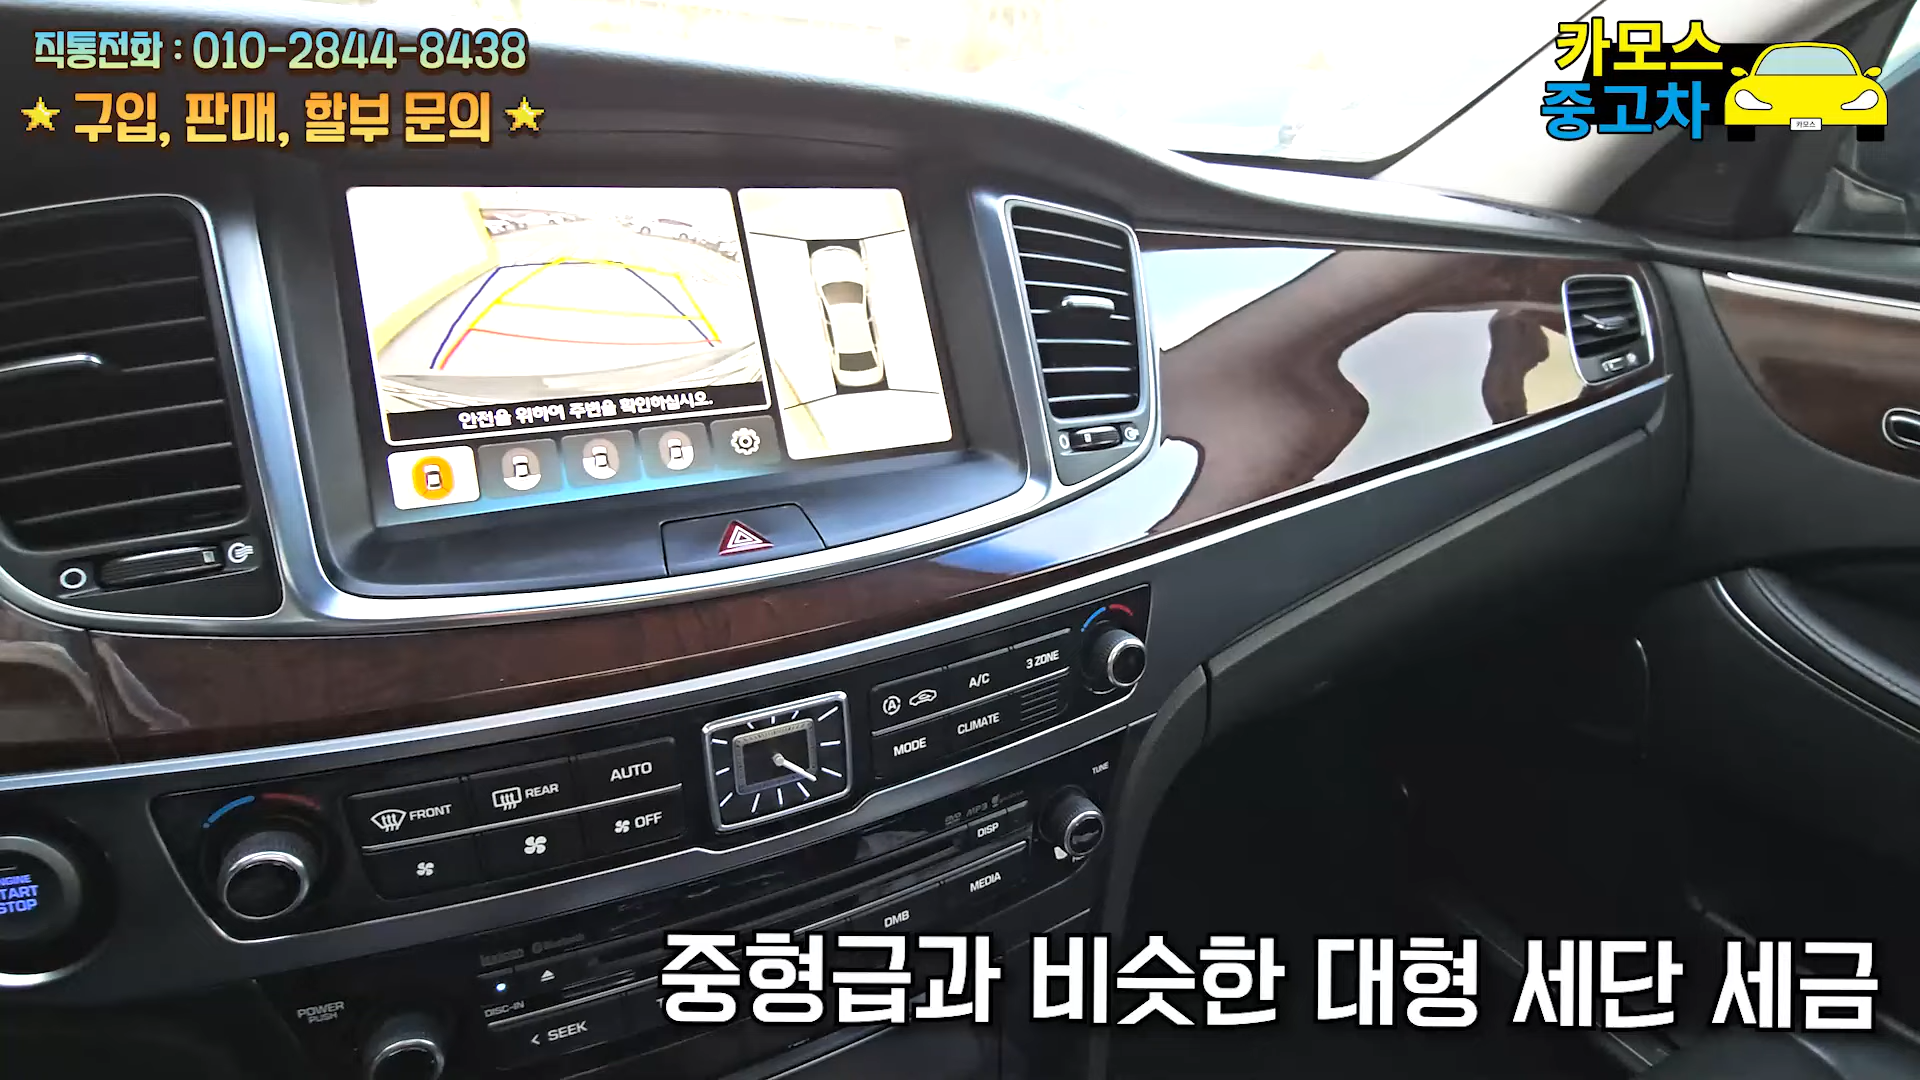 직통전화 : 010-2844-8438
★ 구입, 판매, 할부 문의 ★
카모스
중고차
카모스
안전을 위하여 주변을 확인하십시오.
3 ZONE
A/C
MODE
CLIMATE
AUTO
REAR
FRONT
OFF
TUNE
DISP
MEDIA
DMB
ENGINE
START
STOP
POWER
PUSH
DISC-IN
< SEEK
중형급과 비슷한 대형 세단 세금